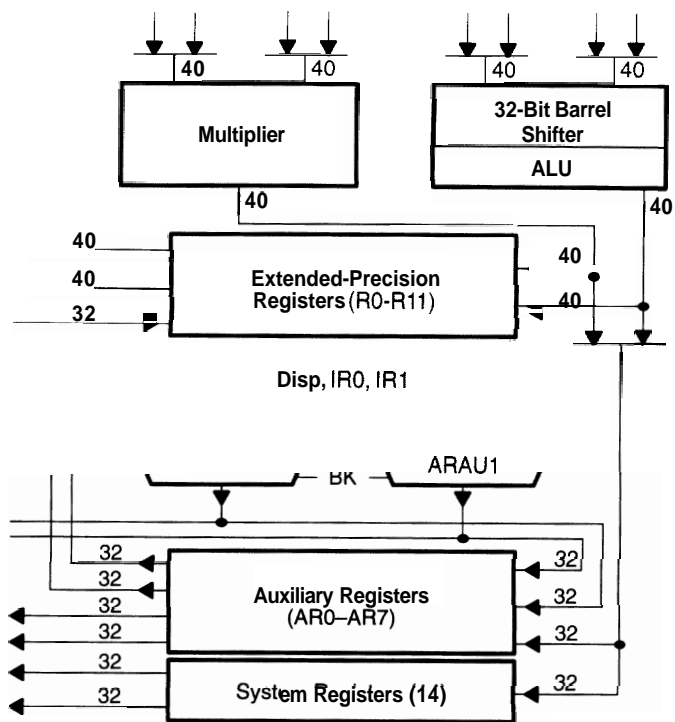 40 40 40 40
Multiplier
32-Bit Barrel
Shifter
ALU
40 40
40
40
32
Extended-Precision
Registers (R0-R11)
40
40
Disp, IR0, IR1
BK
ARAU1
32
32
32
32
Auxiliary Registers
(AR0–AR7)
32
32
32
32
32
System Registers (14)
32